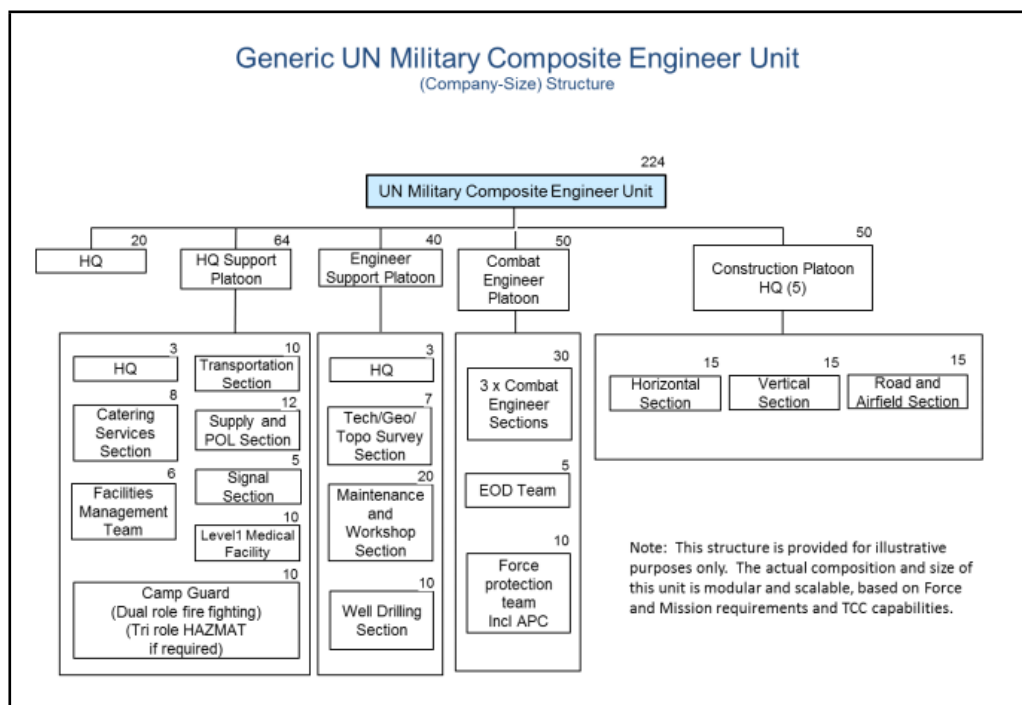 Generic UN Military Composite Engineer Unit
(Company-Size) Structure
224
UN Military Composite Engineer Unit
20
HQ
64
HQ Support
Platoon
40
Engineer
Support Platoon
50
Combat
Engineer
Platoon
50
Construction Platoon
HQ (5)
3
HQ
10
Transportation
Section
8
Catering
Services
Section
12
Supply and
POL Section
6
Facilities
Management
Team
5
Signal
Section
10
Level1 Medical
Facility
10
Camp Guard
(Dual role fire fighting)
(Tri role HAZMAT
if required)
3
HQ
7
Tech/Geo/
Topo Survey
Section
20
Maintenance
and
Workshop
Section
10
Well Drilling
Section
30
3 x Combat
Engineer
Sections
5
EOD Team
10
Force
protection
team
Incl APC
15
Horizontal
Section
15
Vertical
Section
15
Road and
Airfield Section
Note: This structure is provided for illustrative
purposes only. The actual composition and size of
this unit is modular and scalable, based on Force
and Mission requirements and TCC capabilities.